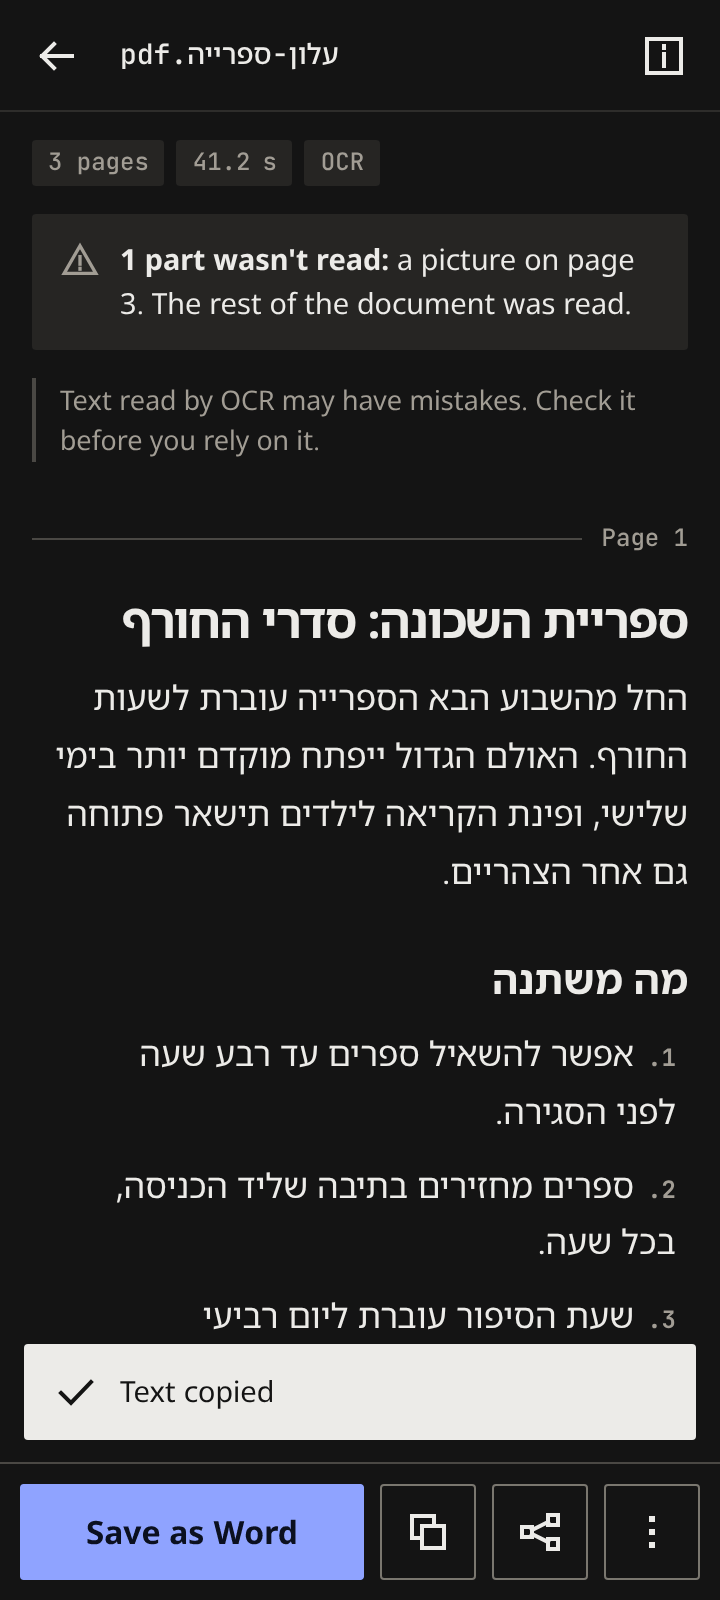 עלון-ספרייה.pdf
3 pages
41.2 s
OCR
1 part wasn't read: a picture on page
3. The rest of the document was read.
Text read by OCR may have mistakes. Check it
before you rely on it.
Page 1
ספריית השכונה: סדרי החורף
החל מהשבוע הבא הספרייה עוברת לשעות
החורף. האולם הגדול ייפתח מוקדם יותר בימי
שלישי, ופינת הקריאה לילדים תישאר פתוחה
גם אחר הצהריים.
מה משתנה
1. אפשר להשאיל ספרים עד רבע שעה
לפני הסגירה.
2. ספרים מחזירים בתיבה שליד הכניסה,
בכל שעה.
3. שעת הסיפור עוברת ליום רביעי
Text copied
Save as Word